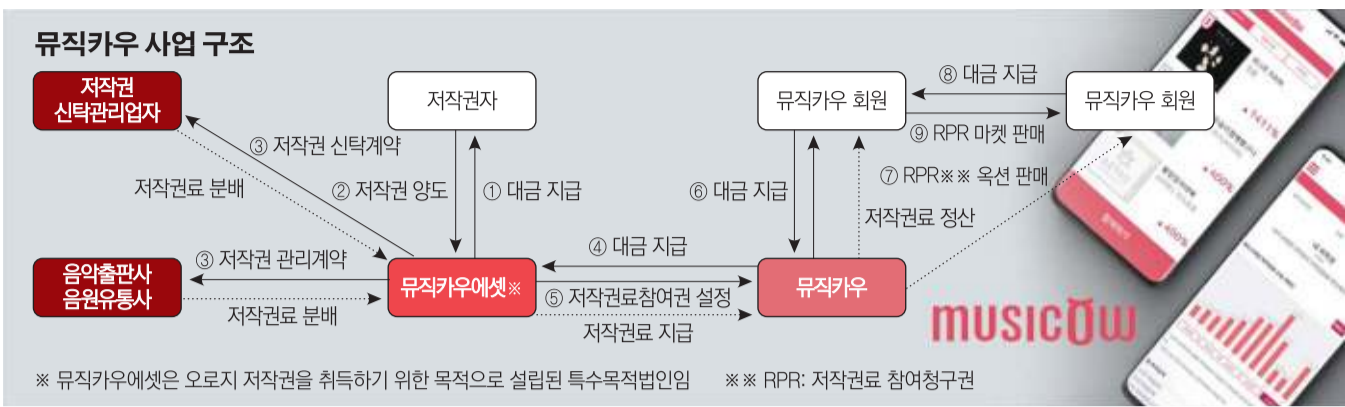 뮤직카우 사업 구조
저작권
신탁관리업자
저작권자
뮤직카우 회원
⑧ 대금 지급
뮤직카우 회원
⑨ RPR 마켓 판매
③ 저작권 신탁계약
저작권료 분배
② 저작권 양도
① 대금 지급
⑥ 대금 지급
⑦ RPR※※ 옥션 판매
저작권료 정산
음악출판사
음원유통사
③ 저작권 관리계약
저작권료 분배
뮤직카우에셋※
④ 대금 지급
⑤ 저작권료참여권 설정
저작권료 지급
뮤직카우
musicow
※ 뮤직카우에셋은 오로지 저작권을 취득하기 위한 목적으로 설립된 특수목적법인임
※※ RPR: 저작권료 참여청구권
▲400%
▲400%